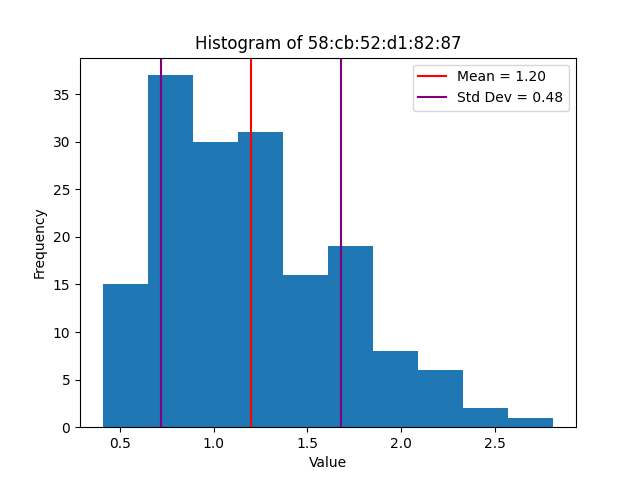 Histogram of 58:cb:52:d1:82:87
Mean = 1.20
Std Dev = 0.48
Frequency
35
30
25
20
15
10
5
0
0.5 1.0 1.5 2.0 2.5
Value